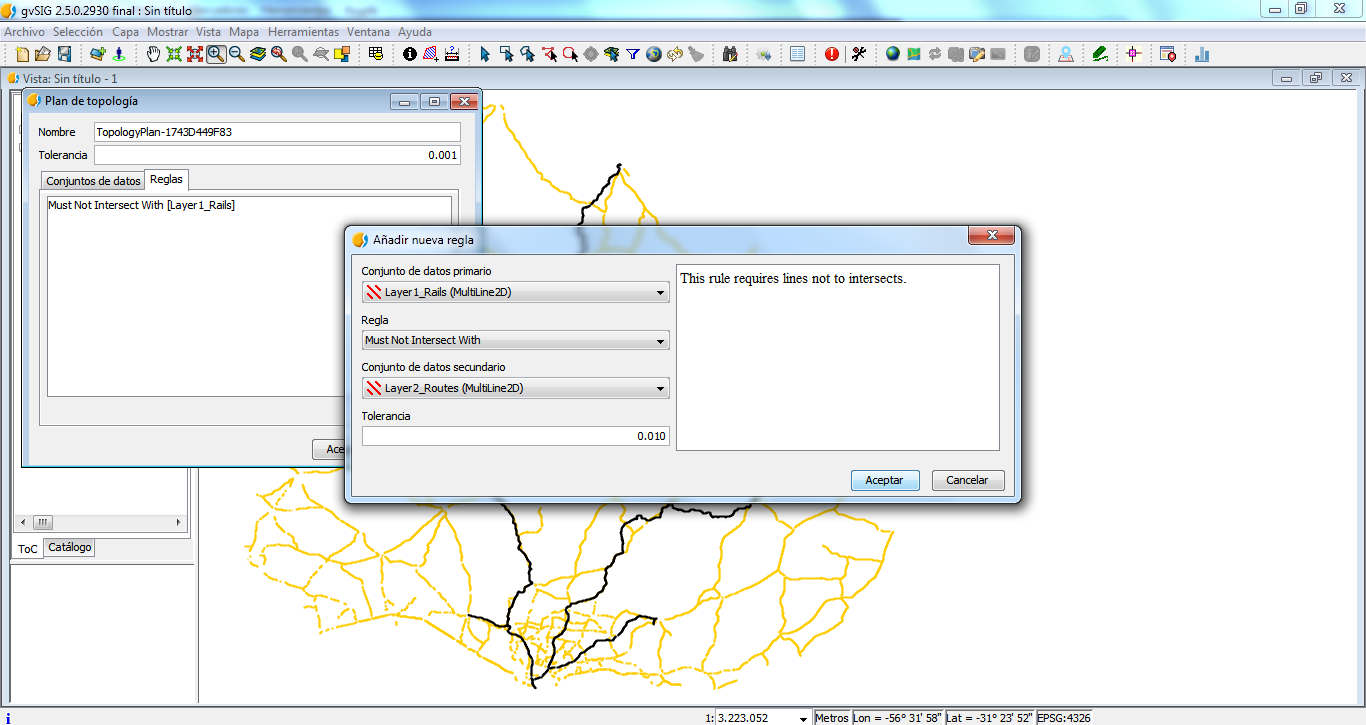 gvSIG 2.5.0.2930 final : Sin título
Archivo Selección Capa Mostrar Vista Mapa Herramientas Ventana Ayuda
Vista: Sin título - 1
Plan de topología
Nombre TopologyPlan-1743D449F83
Tolerancia 0.001
Conjuntos de datos Reglas
Must Not Intersect With [Layer1_Rails]
Añadir nueva regla
Conjunto de datos primario
Layer1_Rails (MultiLine2D)
Regla
Must Not Intersect With
Conjunto de datos secundario
Layer2_Routes (MultiLine2D)
Tolerancia
0.010
This rule requires lines not to intersects.
Aceptar Cancelar
ToC Catálogo
1: 3.223.052 Metros Lon = -56° 31' 58" Lat = -31° 23' 52" EPSG:4326